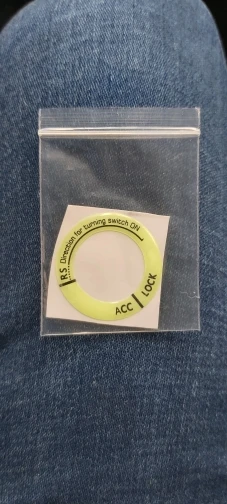 R.S. Direction for turning switch ON
LOCK
ACC